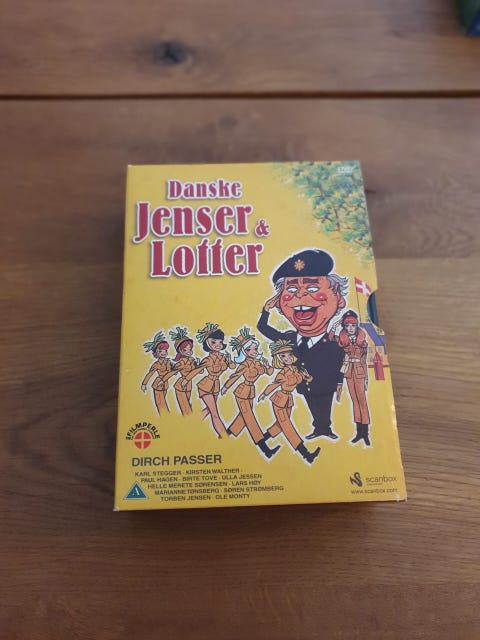 DVD
Danske
Jenser &
Lotter
FILMPERLE
DIRCH PASSER
KARL STEGGER · KIRSTEN WALTHER ·
PAUL HAGEN · BIRTE TOVE · ULLA JESSEN
HELLE MERETE SØRENSEN · LARS HØY
MARIANNE TØNSBERG · SØREN STRØMBERG
TORBEN JENSEN · OLE MONTY
A
scanbox
www.scanbox.com